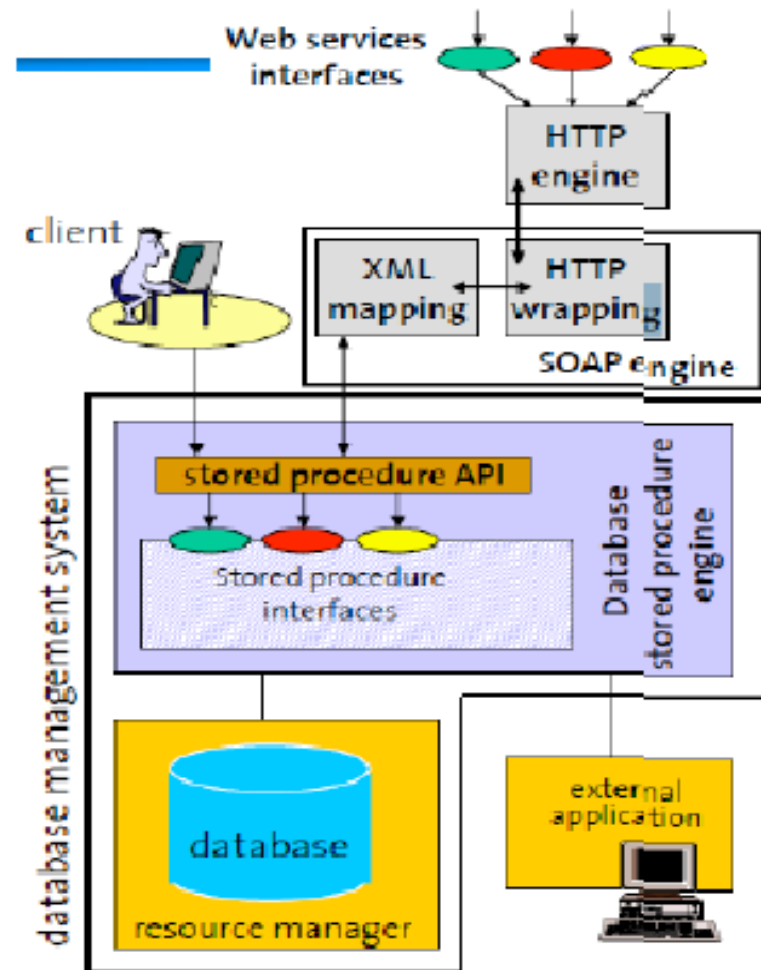 Web services
interfaces
HTTP
engine
client
XML
mapping
HTTP
wrapping
SOAP engine
stored procedure API
Stored procedure
interfaces
Database
stored procedure
engine
database management system
database
resource manager
external
application